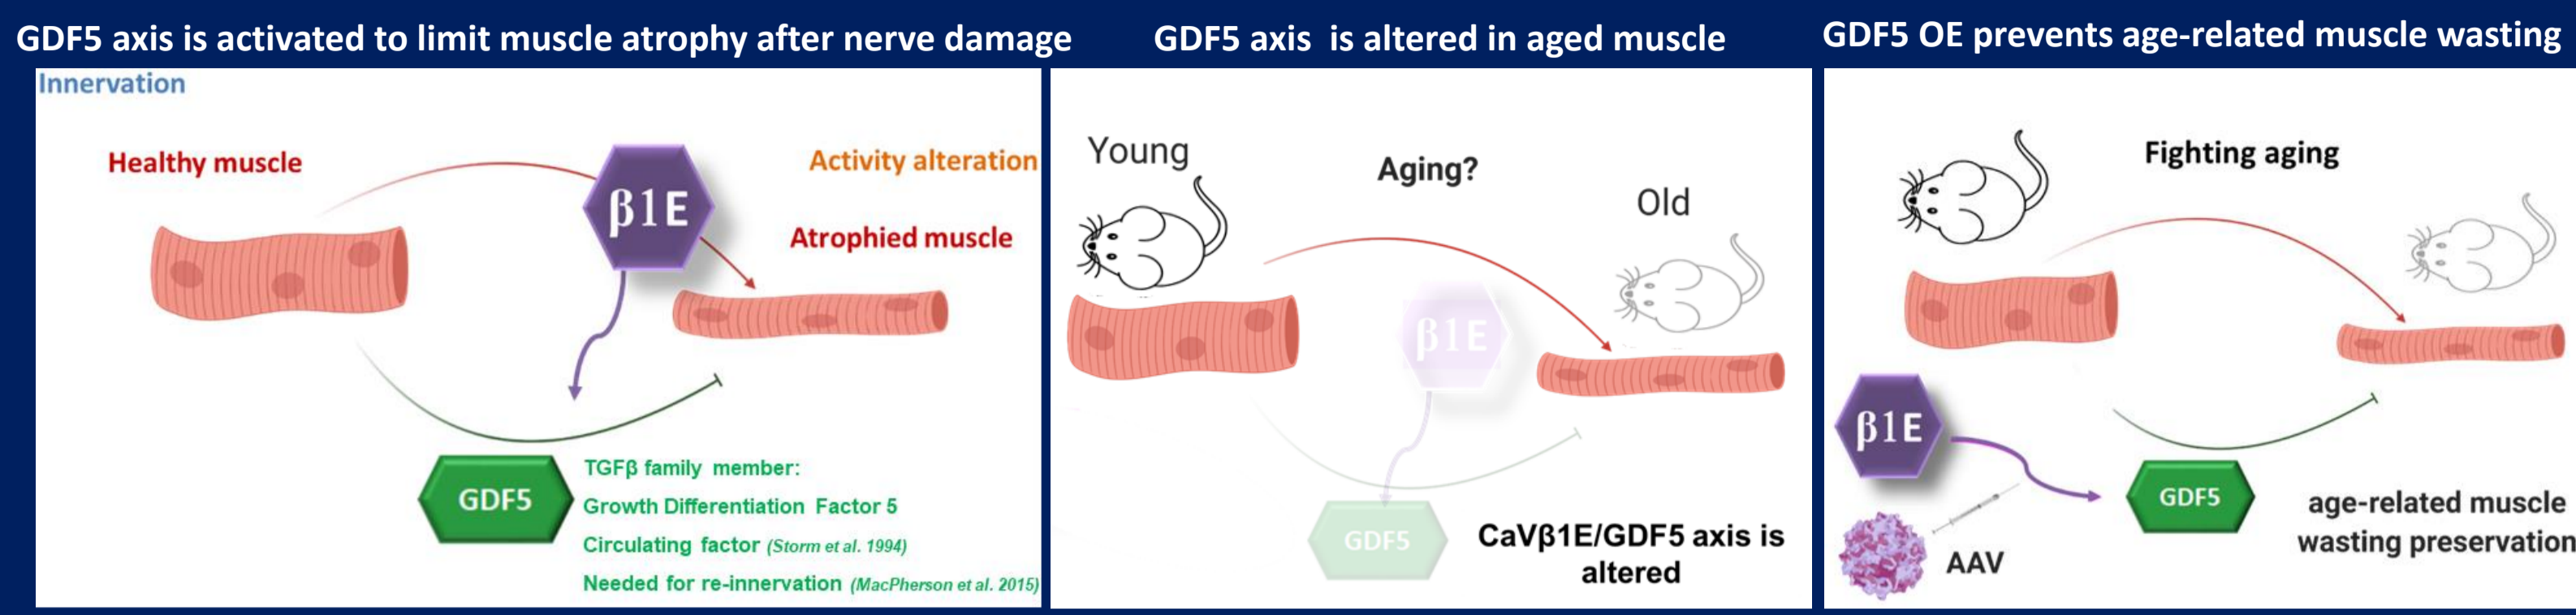 GDF5 axis is activated to limit muscle atrophy after nerve damage
Innervation
Healthy muscle
β1E
Activity alteration
Atrophied muscle
GDF5
TGFβ family member:
Growth Differentiation Factor 5
Circulating factor (Storm et al. 1994)
Needed for re-innervation (MacPherson et al. 2015)
GDF5 axis is altered in aged muscle
Young
Aging?
Old
β1E
GDF5
CaVβ1E/GDF5 axis is
altered
GDF5 OE prevents age-related muscle wasting
Fighting aging
β1E
GDF5
AAV
age-related muscle
wasting preservation